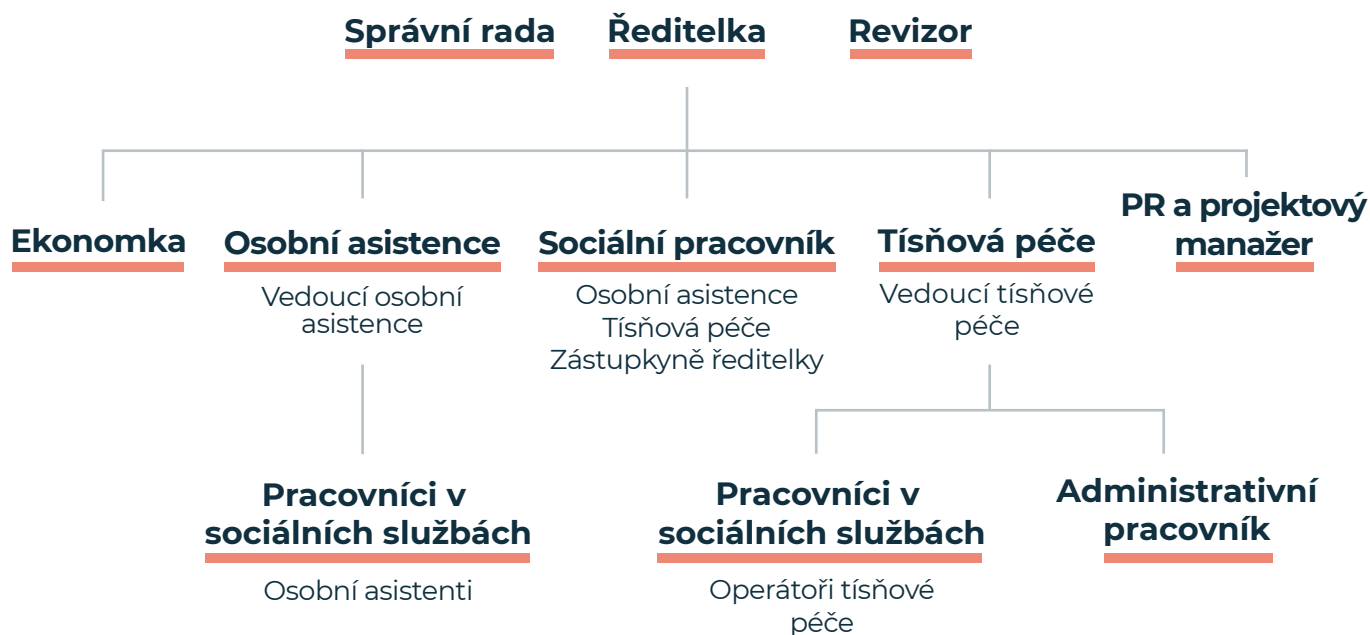 Správní rada
Ředitelka
Revizor
Ekonomka
Osobní asistence
Vedoucí osobní
asistence
Sociální pracovník
Osobní asistence
Tísňová péče
Zástupkyně ředitelky
Tísňová péče
Vedoucí tísňové
péče
PR a projektový
manažer
Pracovníci v
sociálních službách
Osobní asistenti
Pracovníci v
sociálních službách
Operátoři tísňové
péče
Administrativní
pracovník